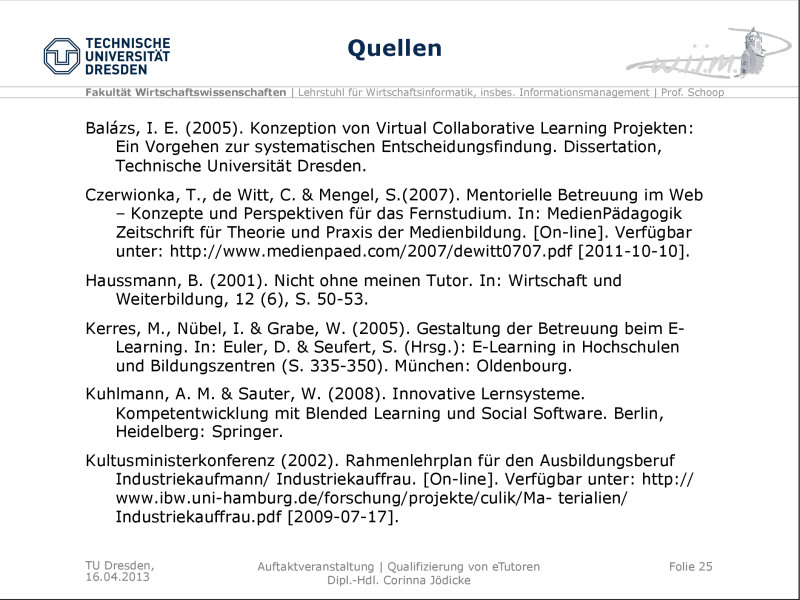 TECHNISCHE
UNIVERSITÄT
DRESDEN
Quellen
w.i.i.m.
Fakultät Wirtschaftswissenschaften | Lehrstuhl für Wirtschaftsinformatik, insbes. Informationsmanagement | Prof. Schoop
Balázs, I. E. (2005). Konzeption von Virtual Collaborative Learning Projekten:
Ein Vorgehen zur systematischen Entscheidungsfindung. Dissertation,
Technische Universität Dresden.
Czerwionka, T., de Witt, C. & Mengel, S.(2007). Mentorielle Betreuung im Web
– Konzepte und Perspektiven für das Fernstudium. In: MedienPädagogik
Zeitschrift für Theorie und Praxis der Medienbildung. [On-line]. Verfügbar
unter: http://www.medienpaed.com/2007/dewitt0707.pdf [2011-10-10].
Haussmann, B. (2001). Nicht ohne meinen Tutor. In: Wirtschaft und
Weiterbildung, 12 (6), S. 50-53.
Kerres, M., Nübel, I. & Grabe, W. (2005). Gestaltung der Betreuung beim E-
Learning. In: Euler, D. & Seufert, S. (Hrsg.): E-Learning in Hochschulen
und Bildungszentren (S. 335-350). München: Oldenbourg.
Kuhlmann, A. M. & Sauter, W. (2008). Innovative Lernsysteme.
Kompetentwicklung mit Blended Learning und Social Software. Berlin,
Heidelberg: Springer.
Kultusministerkonferenz (2002). Rahmenlehrplan für den Ausbildungsberuf
Industriekaufmann/ Industriekauffrau. [On-line]. Verfügbar unter: http://
www.ibw.uni-hamburg.de/forschung/projekte/culik/Ma- terialien/
Industriekauffrau.pdf [2009-07-17].
TU Dresden,
16.04.2013
Auftaktveranstaltung | Qualifizierung von eTutoren
Dipl.-Hdl. Corinna Jödicke
Folie 25